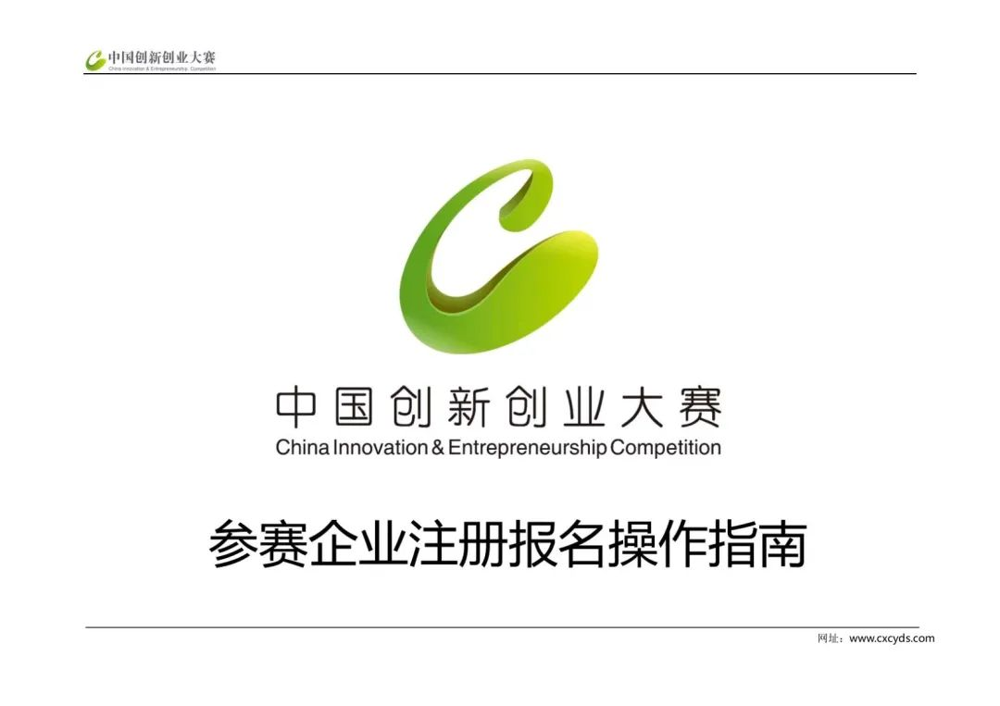 中国创新创业大赛
China Innovation & Entrepreneurship Competition
中国创新创业大赛
China Innovation & Entrepreneurship Competition
参赛企业注册报名操作指南
网址：www.cxcyds.com